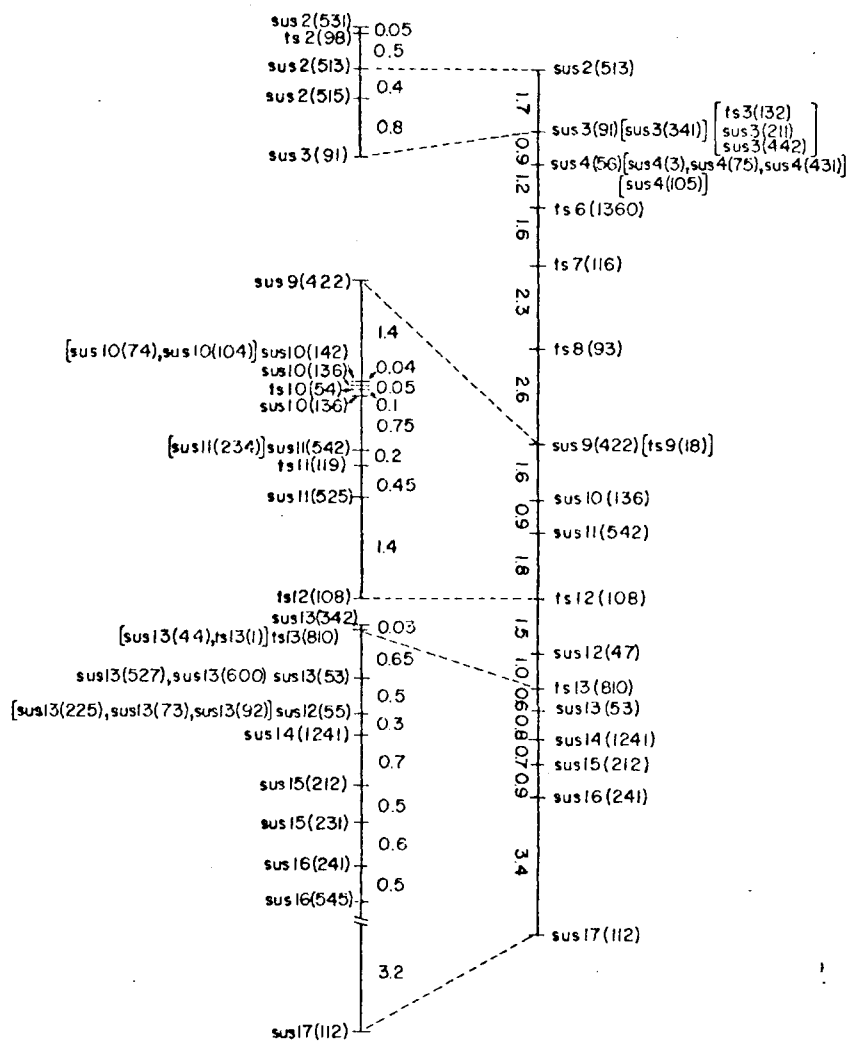 sus2(531)
0.05
ts2(98)
0.5
sus2(513)
0.4
sus2(515)
0.8
sus3(91)
sus9(422)
1.4
[sus10(74),sus10(104)] sus10(142)
0.04
sus10(136)
0.05
ts10(54)
0.1
sus10(136)
0.75
[sus11(234)] sus11(542)
0.2
ts11(119)
0.45
sus11(525)
1.4
ts12(108)
sus13(342)
0.03
[sus13(44),ts13(1)] ts13(810)
0.65
sus13(527),sus13(600) sus13(53)
0.5
[sus13(225),sus13(73),sus13(92)] sus12(55)
0.3
sus14(1241)
0.7
sus15(212)
0.5
sus15(231)
0.6
sus16(241)
0.5
sus16(545)
3.2
sus17(112)
sus2(513)
1.7
sus3(91)[sus3(341)]
[ts3(132)
sus3(211)
sus3(442)]
0.9
sus4(56)[sus4(3),sus4(75),sus4(431)]
[sus4(105)]
1.2
ts6(1360)
1.6
ts7(116)
2.3
ts8(93)
2.6
sus9(422)[ts9(18)]
1.6
sus10(136)
0.9
sus11(542)
1.8
ts12(108)
1.5
sus12(47)
1.0
ts13(810)
0.6
sus13(53)
0.8
sus14(1241)
0.7
sus15(212)
0.9
sus16(241)
3.4
sus17(112)